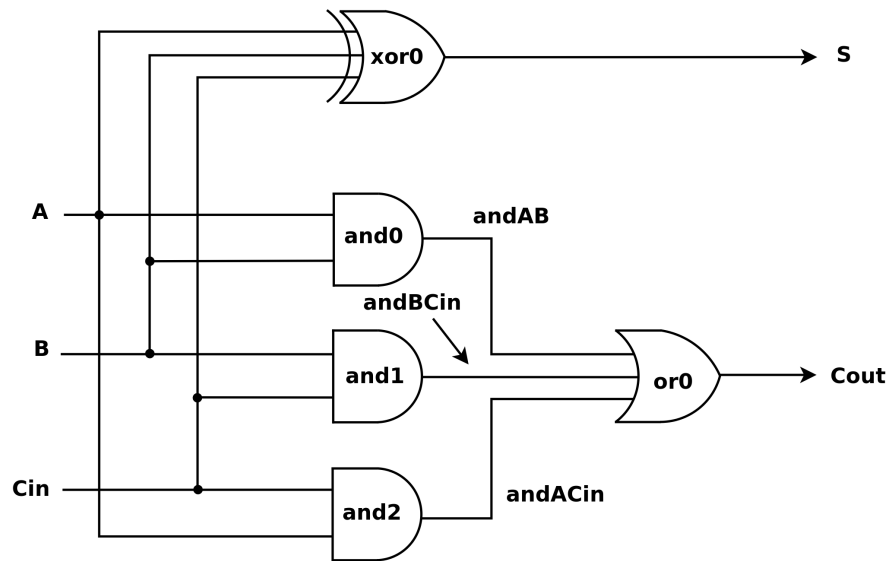 xor0
S
A
and0
andAB
andBCin
B
and1
or0
Cout
Cin
and2
andACin